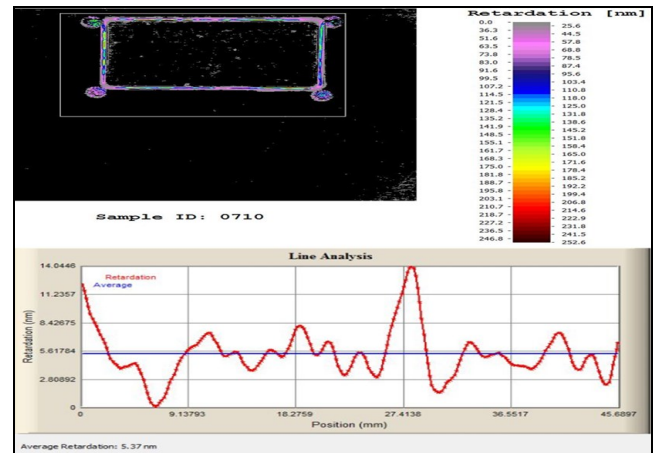 Retardation [nm]
0.0 - - 25.6
36.3 - - 44.5
51.6 - - 57.8
63.5 - - 68.8
73.8 - - 78.5
83.0 - - 87.4
91.6 - - 95.6
99.5 - - 103.4
107.2 - - 110.8
114.5 - - 118.0
121.5 - - 125.0
128.4 - - 131.8
135.2 - - 138.6
141.9 - - 145.2
148.5 - - 151.8
155.1 - - 158.4
161.7 - - 165.0
168.3 - - 171.6
175.0 - - 178.4
181.8 - - 185.2
188.7 - - 192.2
195.8 - - 199.4
203.1 - - 206.8
210.7 - - 214.6
218.7 - - 222.9
227.2 - - 231.8
236.5 - - 241.5
246.8 - - 252.6
Sample ID: 0710
Line Analysis
14.0446
Retardation
Average
11.2357
8.42675
5.61784
2.80892
0
Retardation (nm)
0 9.13793 18.2759 27.4138 36.5517 45.6897
Position (mm)
Average Retardation: 5.37 nm